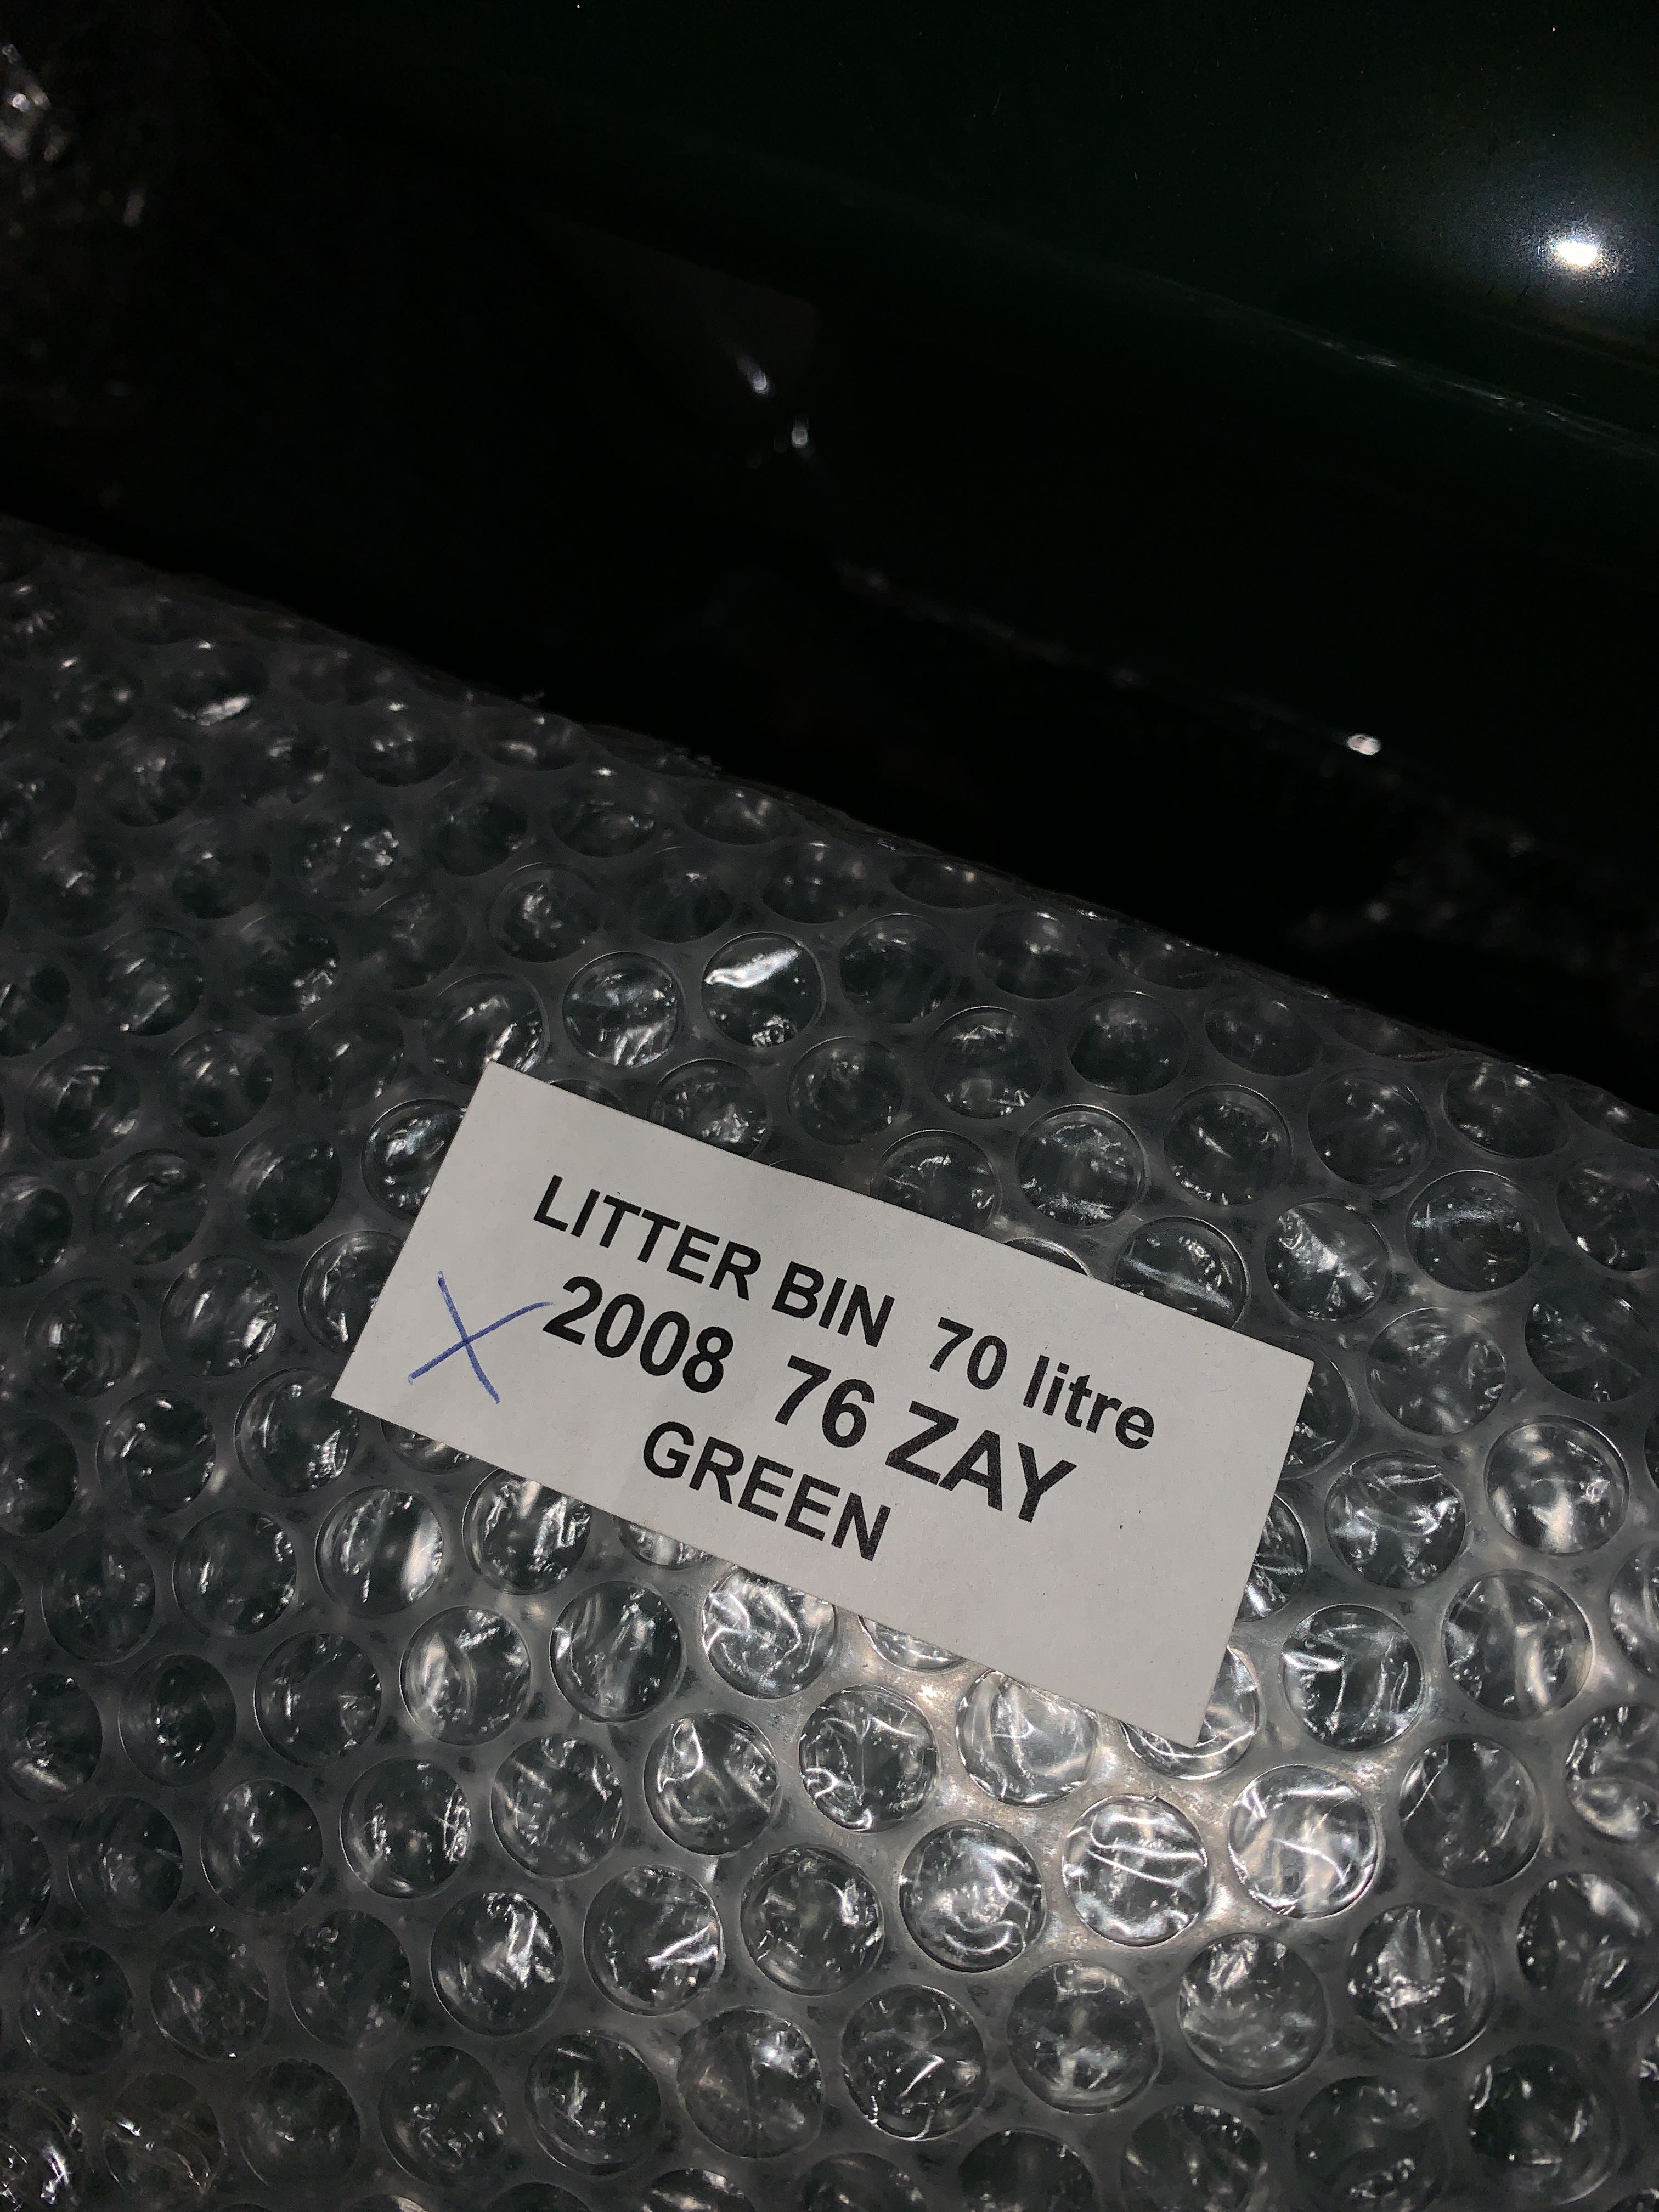 LITTER BIN 70 litre
X 2008 76 ZAY
GREEN